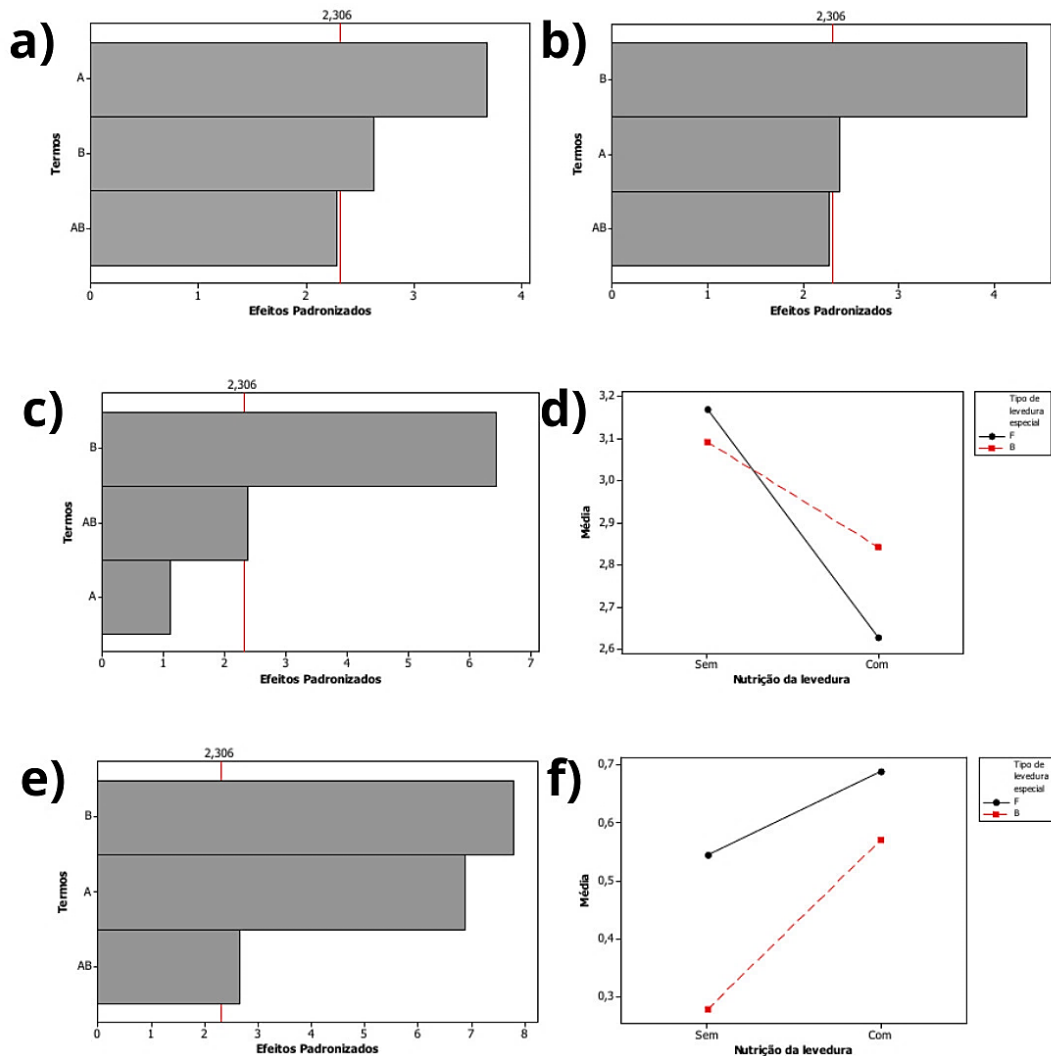 a)
2,306
Termos
A
B
AB
0 1 2 3 4
Efeitos Padronizados
b)
2,306
Termos
B
A
AB
0 1 2 3 4
Efeitos Padronizados
c)
2,306
Termos
B
AB
A
0 1 2 3 4 5 6 7
Efeitos Padronizados
d)
Média
3,2
3,1
3,0
2,9
2,8
2,7
2,6
Sem Com
Nutrição da levedura
Tipo de
levedura
especial
F
B
e)
2,306
Termos
B
A
AB
0 1 2 3 4 5 6 7 8
Efeitos Padronizados
f)
Média
0,7
0,6
0,5
0,4
0,3
Sem Com
Nutrição da levedura
Tipo de
levedura
especial
F
B